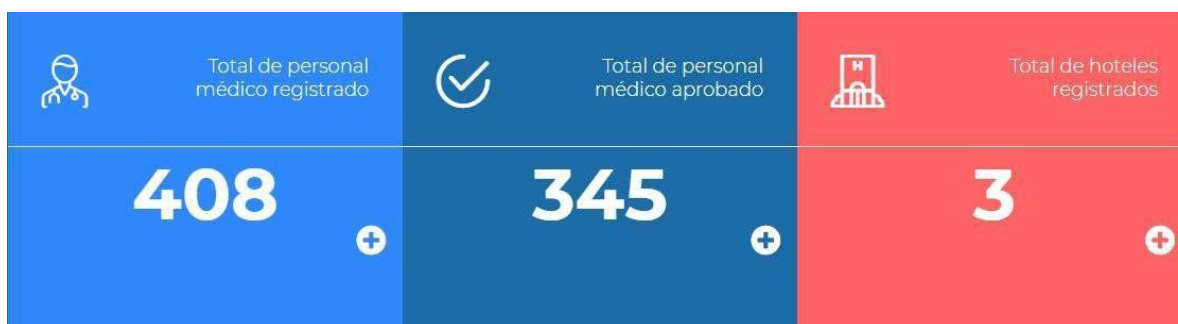 Total de personal
médico registrado
408
Total de personal
médico aprobado
345
H
Total de hoteles
registrados
3